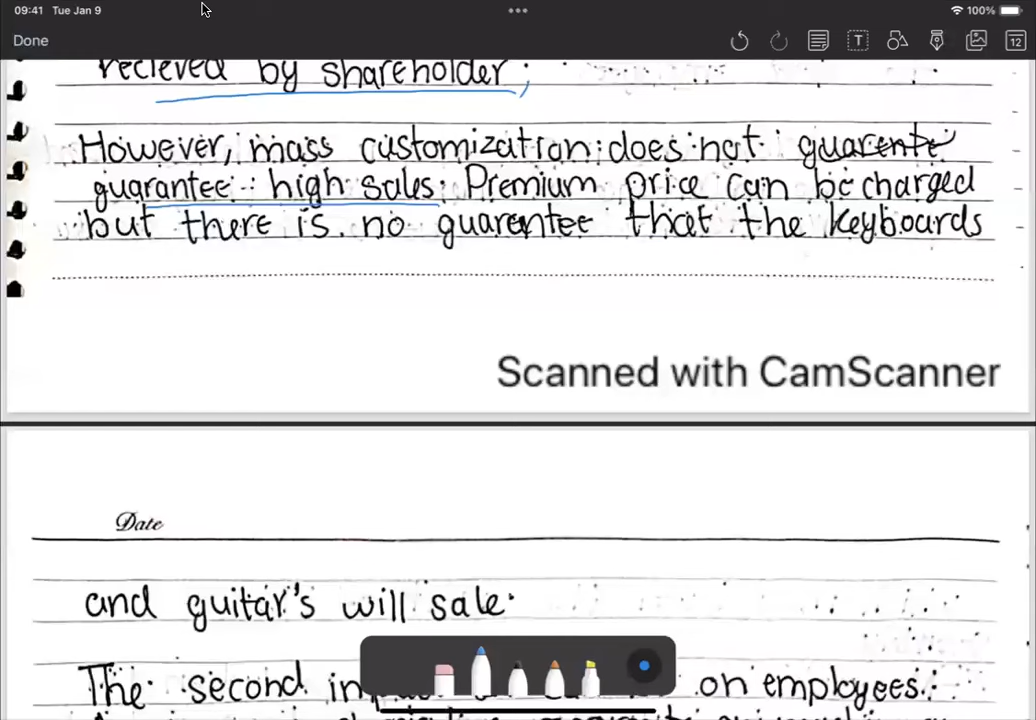 09:41 Tue Jan 9
100%
Done
T
12
recieved by shareholder;
However, mass customization does not guarente
guarantee high sales. Premium price can be charged
but there is no guarentee that the keyboards
Scanned with CamScanner
Date
and guitar's will sale.
The second on employees.